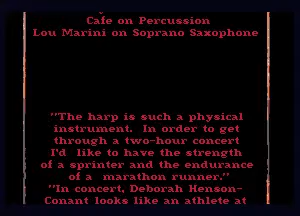 Cafe on Percussion
Lou Marini on Soprano Saxophone
"The harp is such a physical
instrument. In order to get
through a two-hour concert
I'd like to have the strength
of a sprinter and the endurance
of a marathon runner."
"In concert, Deborah Henson-
Conant looks like an athlete at